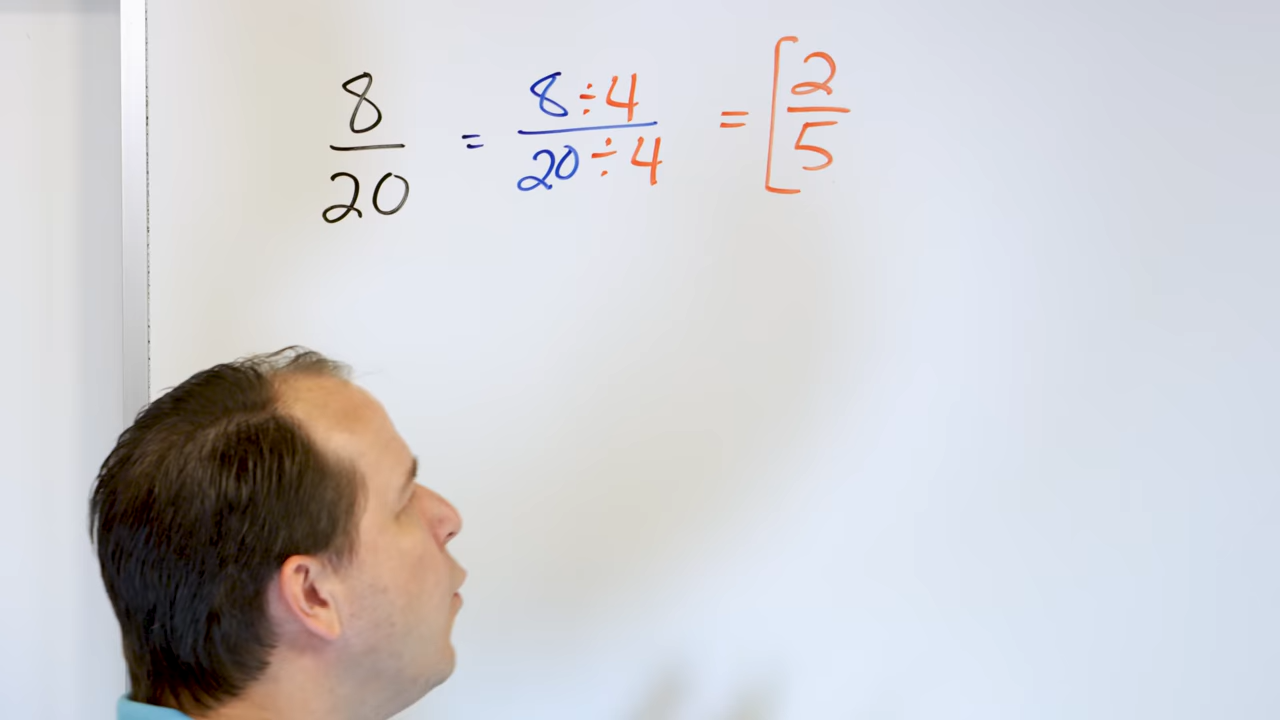 8/20 = 8÷4/20÷4 = [2/5